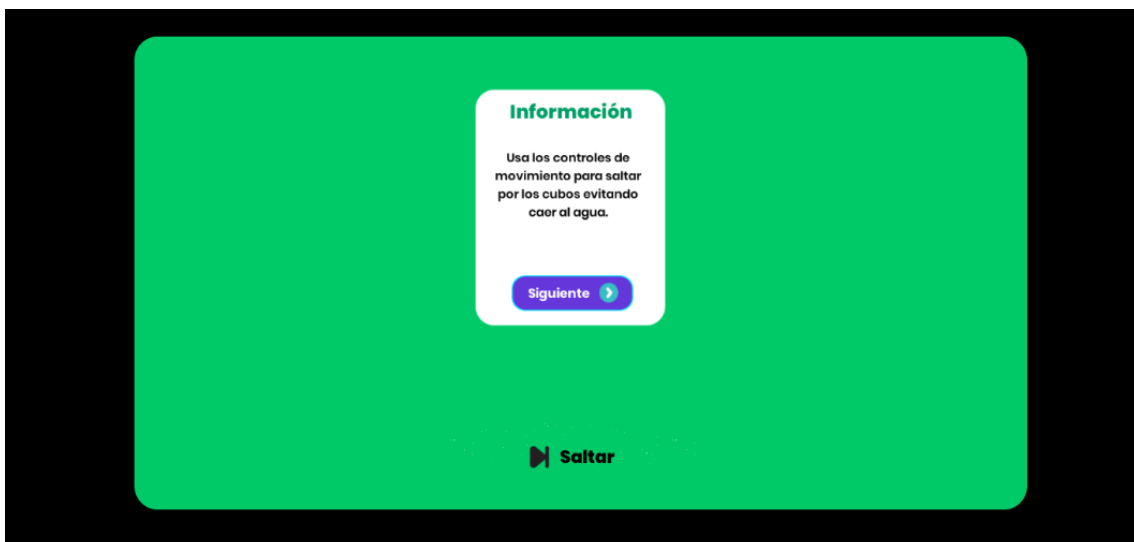 Información
Usa los controles de
movimiento para saltar
por los cubos evitando
caer al agua.
Siguiente
Saltar